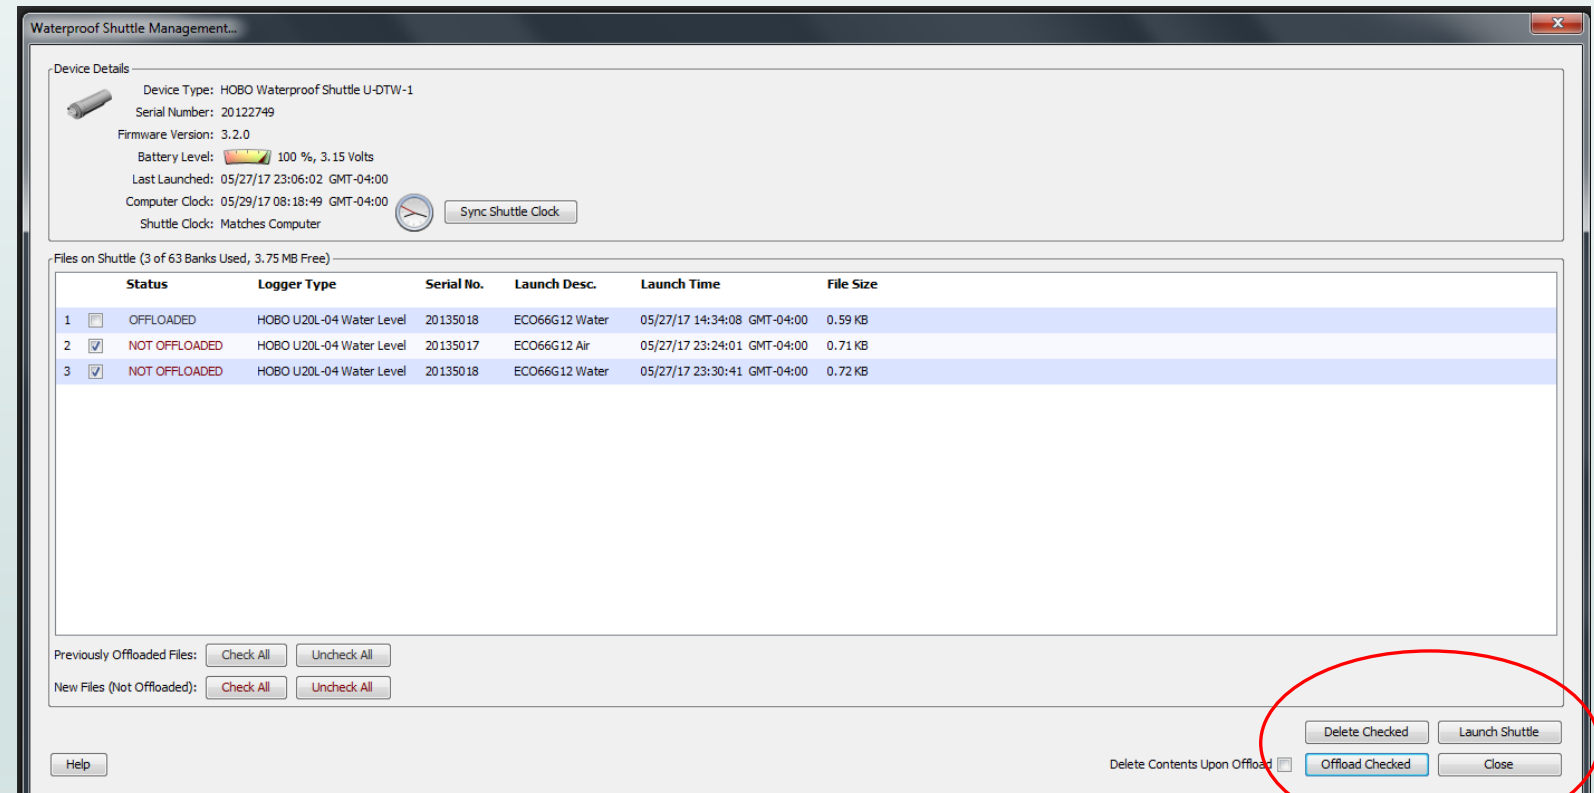 Waterproof Shuttle Management...
Device Details
Device Type: HOBO Waterproof Shuttle U-DTW-1
Serial Number: 20122749
Firmware Version: 3.2.0
Battery Level: 100 %, 3.15 Volts
Last Launched: 05/27/17 23:06:02 GMT-04:00
Computer Clock: 05/29/17 08:18:49 GMT-04:00
Shuttle Clock: Matches Computer
Sync Shuttle Clock
Files on Shuttle (3 of 63 Banks Used, 3.75 MB Free)
Status Logger Type Serial No. Launch Desc. Launch Time File Size
1 OFFLOADED HOBO U20L-04 Water Level 20135018 ECO66G12 Water 05/27/17 14:34:08 GMT-04:00 0.59 KB
2 NOT OFFLOADED HOBO U20L-04 Water Level 20135017 ECO66G12 Air 05/27/17 23:24:01 GMT-04:00 0.71 KB
3 NOT OFFLOADED HOBO U20L-04 Water Level 20135018 ECO66G12 Water 05/27/17 23:30:41 GMT-04:00 0.72 KB
Previously Offloaded Files: Check All Uncheck All
New Files (Not Offloaded): Check All Uncheck All
Delete Checked Launch Shuttle
Help Delete Contents Upon Offload Offload Checked Close